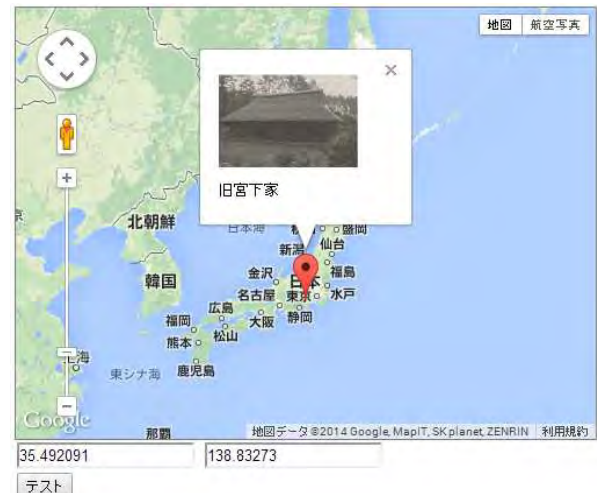 地図 航空写真
旧宮下家
北朝鮮
日本海
盛岡
新潟
仙台
韓国
金沢
福島
日本
名古屋
東京
水戸
広島
福岡
大阪
静岡
松山
熊本
東シナ海
鹿児島
Google
那覇
地図データ ©2014 Google, MapIT, SK planet, ZENRIN 利用規約
35.492091
138.83273
テスト